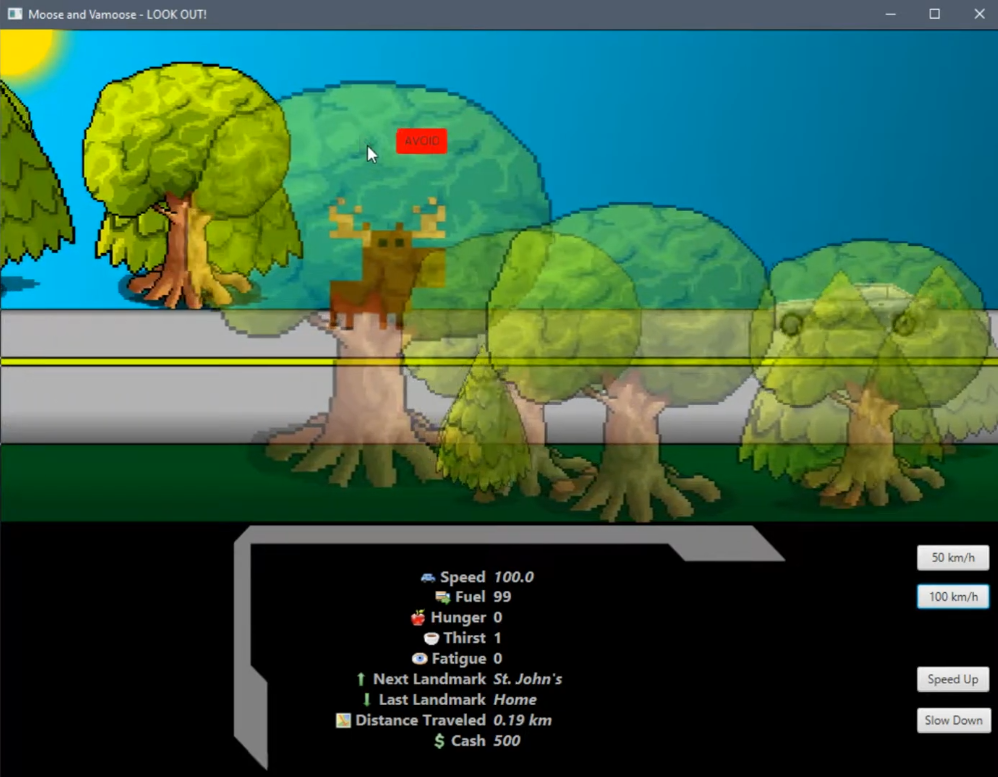 Moose and Vamoose - LOOK OUT!
AVOID
Speed 100.0
Fuel 99
Hunger 0
Thirst 1
Fatigue 0
Next Landmark St. John's
Last Landmark Home
Distance Traveled 0.19 km
$ Cash 500
50 km/h
100 km/h
Speed Up
Slow Down